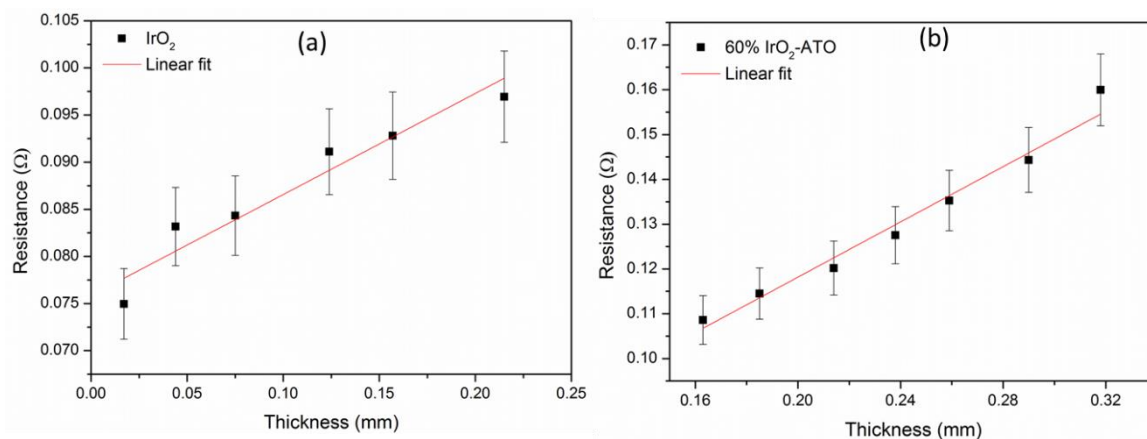 (a)
IrO₂
Linear fit
0.105
0.100
0.095
0.090
0.085
0.080
0.075
0.070
Resistance (Ω)
0.00 0.05 0.10 0.15 0.20 0.25
Thickness (mm)
(b)
60% IrO₂-ATO
Linear fit
0.17
0.16
0.15
0.14
0.13
0.12
0.11
0.10
Resistance (Ω)
0.16 0.20 0.24 0.28 0.32
Thickness (mm)